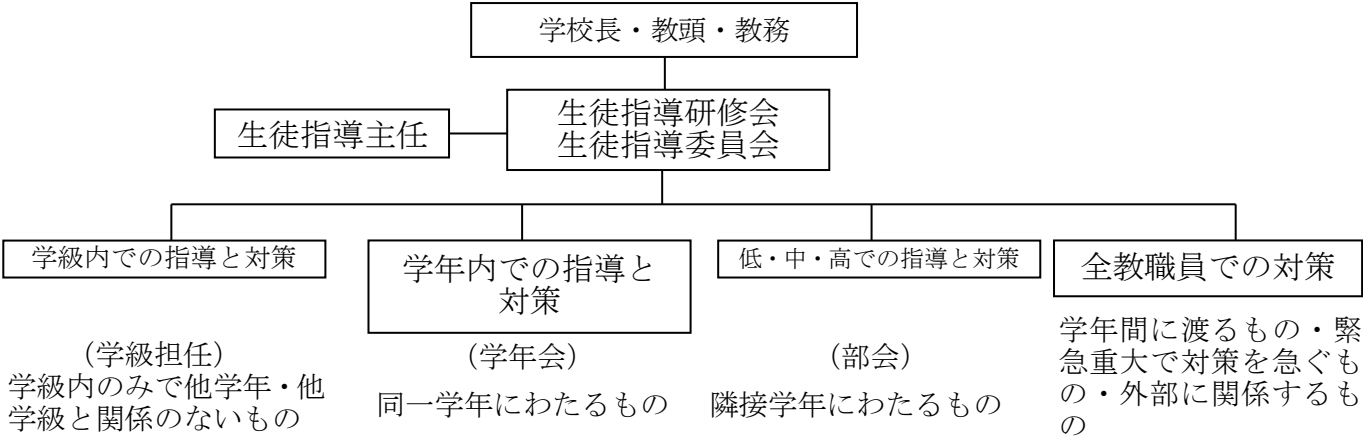 学校長・教頭・教務
生徒指導主任
生徒指導研修会
生徒指導委員会
学級内での指導と対策
学年内での指導と
対策
低・中・高での指導と対策
全教職員での対策
（学級担任）
学級内のみで他学年・他
学級と関係のないもの
（学年会）
同一学年にわたるもの
（部会）
隣接学年にわたるもの
学年間に渡るもの・緊
急重大で対策を急ぐも
の・外部に関係するも
の